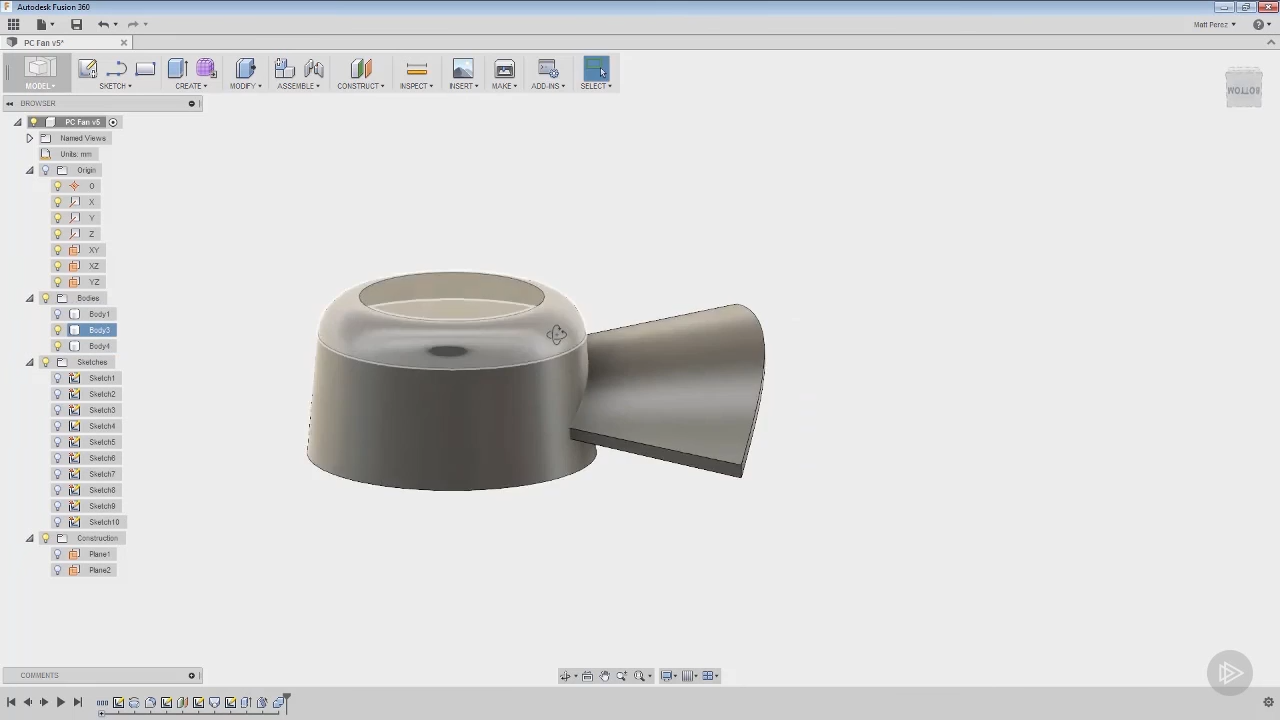 Autodesk Fusion 360
Matt Perez
PC Fan v5*
MODEL
SKETCH
CREATE
MODIFY
ASSEMBLE
CONSTRUCT
INSPECT
INSERT
MAKE
ADD-INS
SELECT
BOTTOM
BROWSER
PC Fan v5
Named Views
Units: mm
Origin
O
X
Y
Z
XY
XZ
YZ
Bodies
Body1
Body3
Body4
Sketches
Sketch1
Sketch2
Sketch3
Sketch4
Sketch5
Sketch6
Sketch7
Sketch8
Sketch9
Sketch10
Construction
Plane1
Plane2
COMMENTS